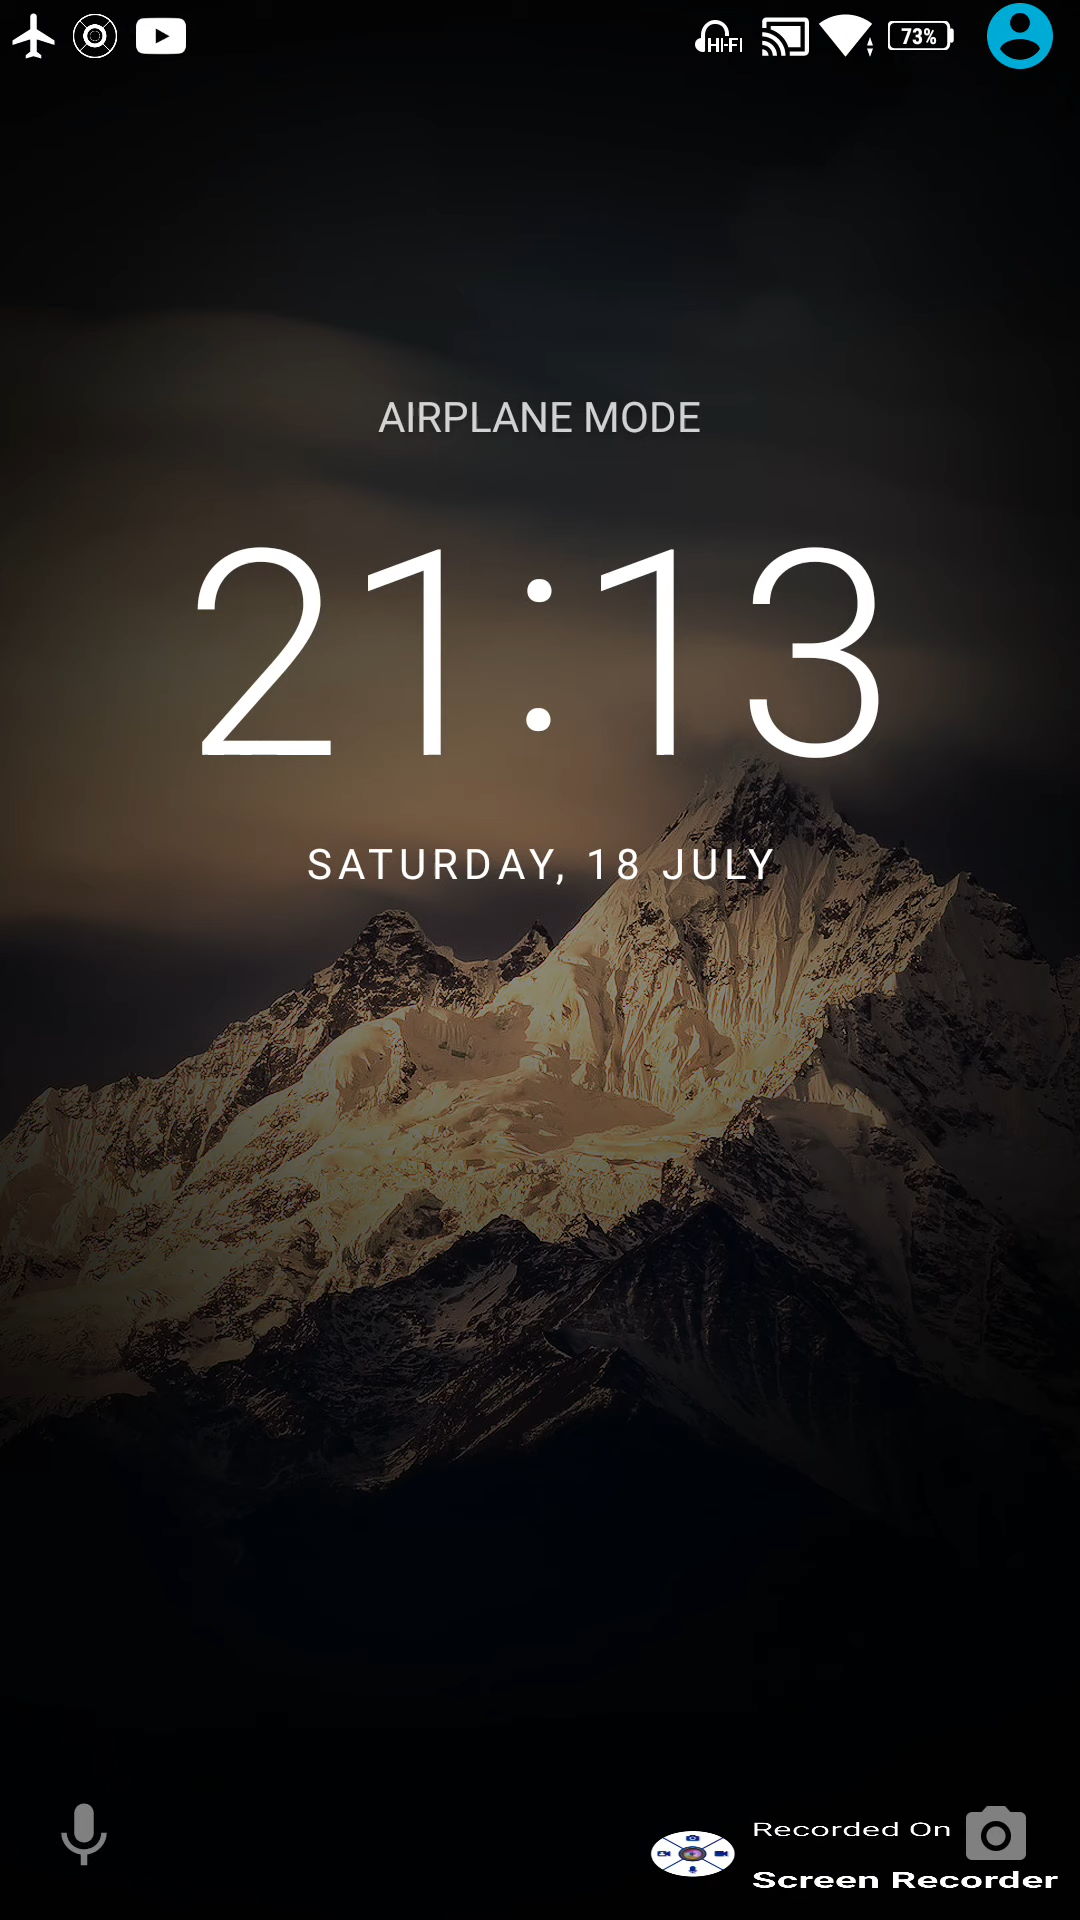 HI-FI
73%
AIRPLANE MODE
21:13
SATURDAY, 18 JULY
Recorded On
Screen Recorder